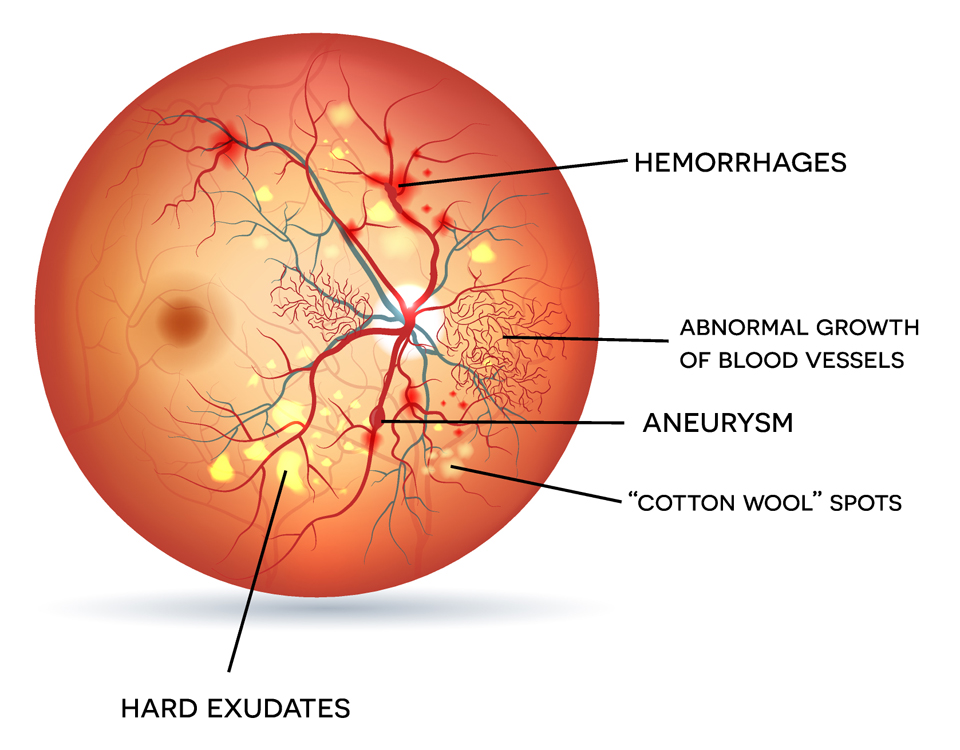 HEMORRHAGES
ABNORMAL GROWTH
OF BLOOD VESSELS
ANEURYSM
“COTTON WOOL” SPOTS
HARD EXUDATES